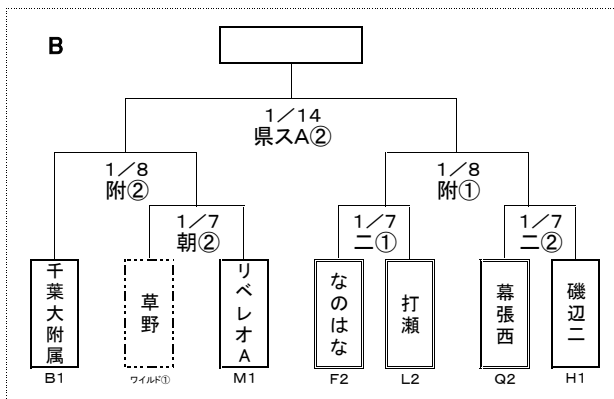 B
1／14
県スA②
1／8
附②
1／8
附①
1／7
朝②
1／7
二①
1／7
二②
千葉大附属
草野
リベレオA
なのはな
打瀬
幕張西
磯辺二
B1
ワイルド①
M1
F2
L2
Q2
H1